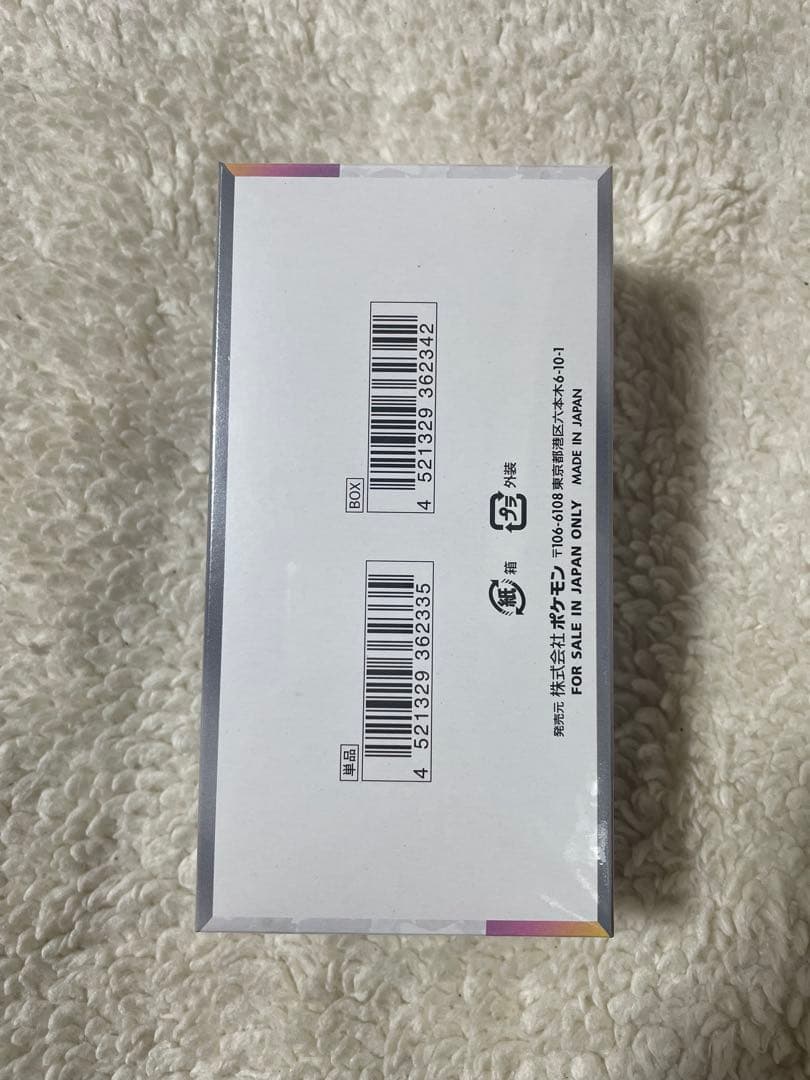 単品
4 521329 362335
BOX
4 521329 362342
紙 箱
プラ 外装
発売元 株式会社 ポケモン 〒106-6108 東京都港区六本木6-10-1
FOR SALE IN JAPAN ONLY MADE IN JAPAN